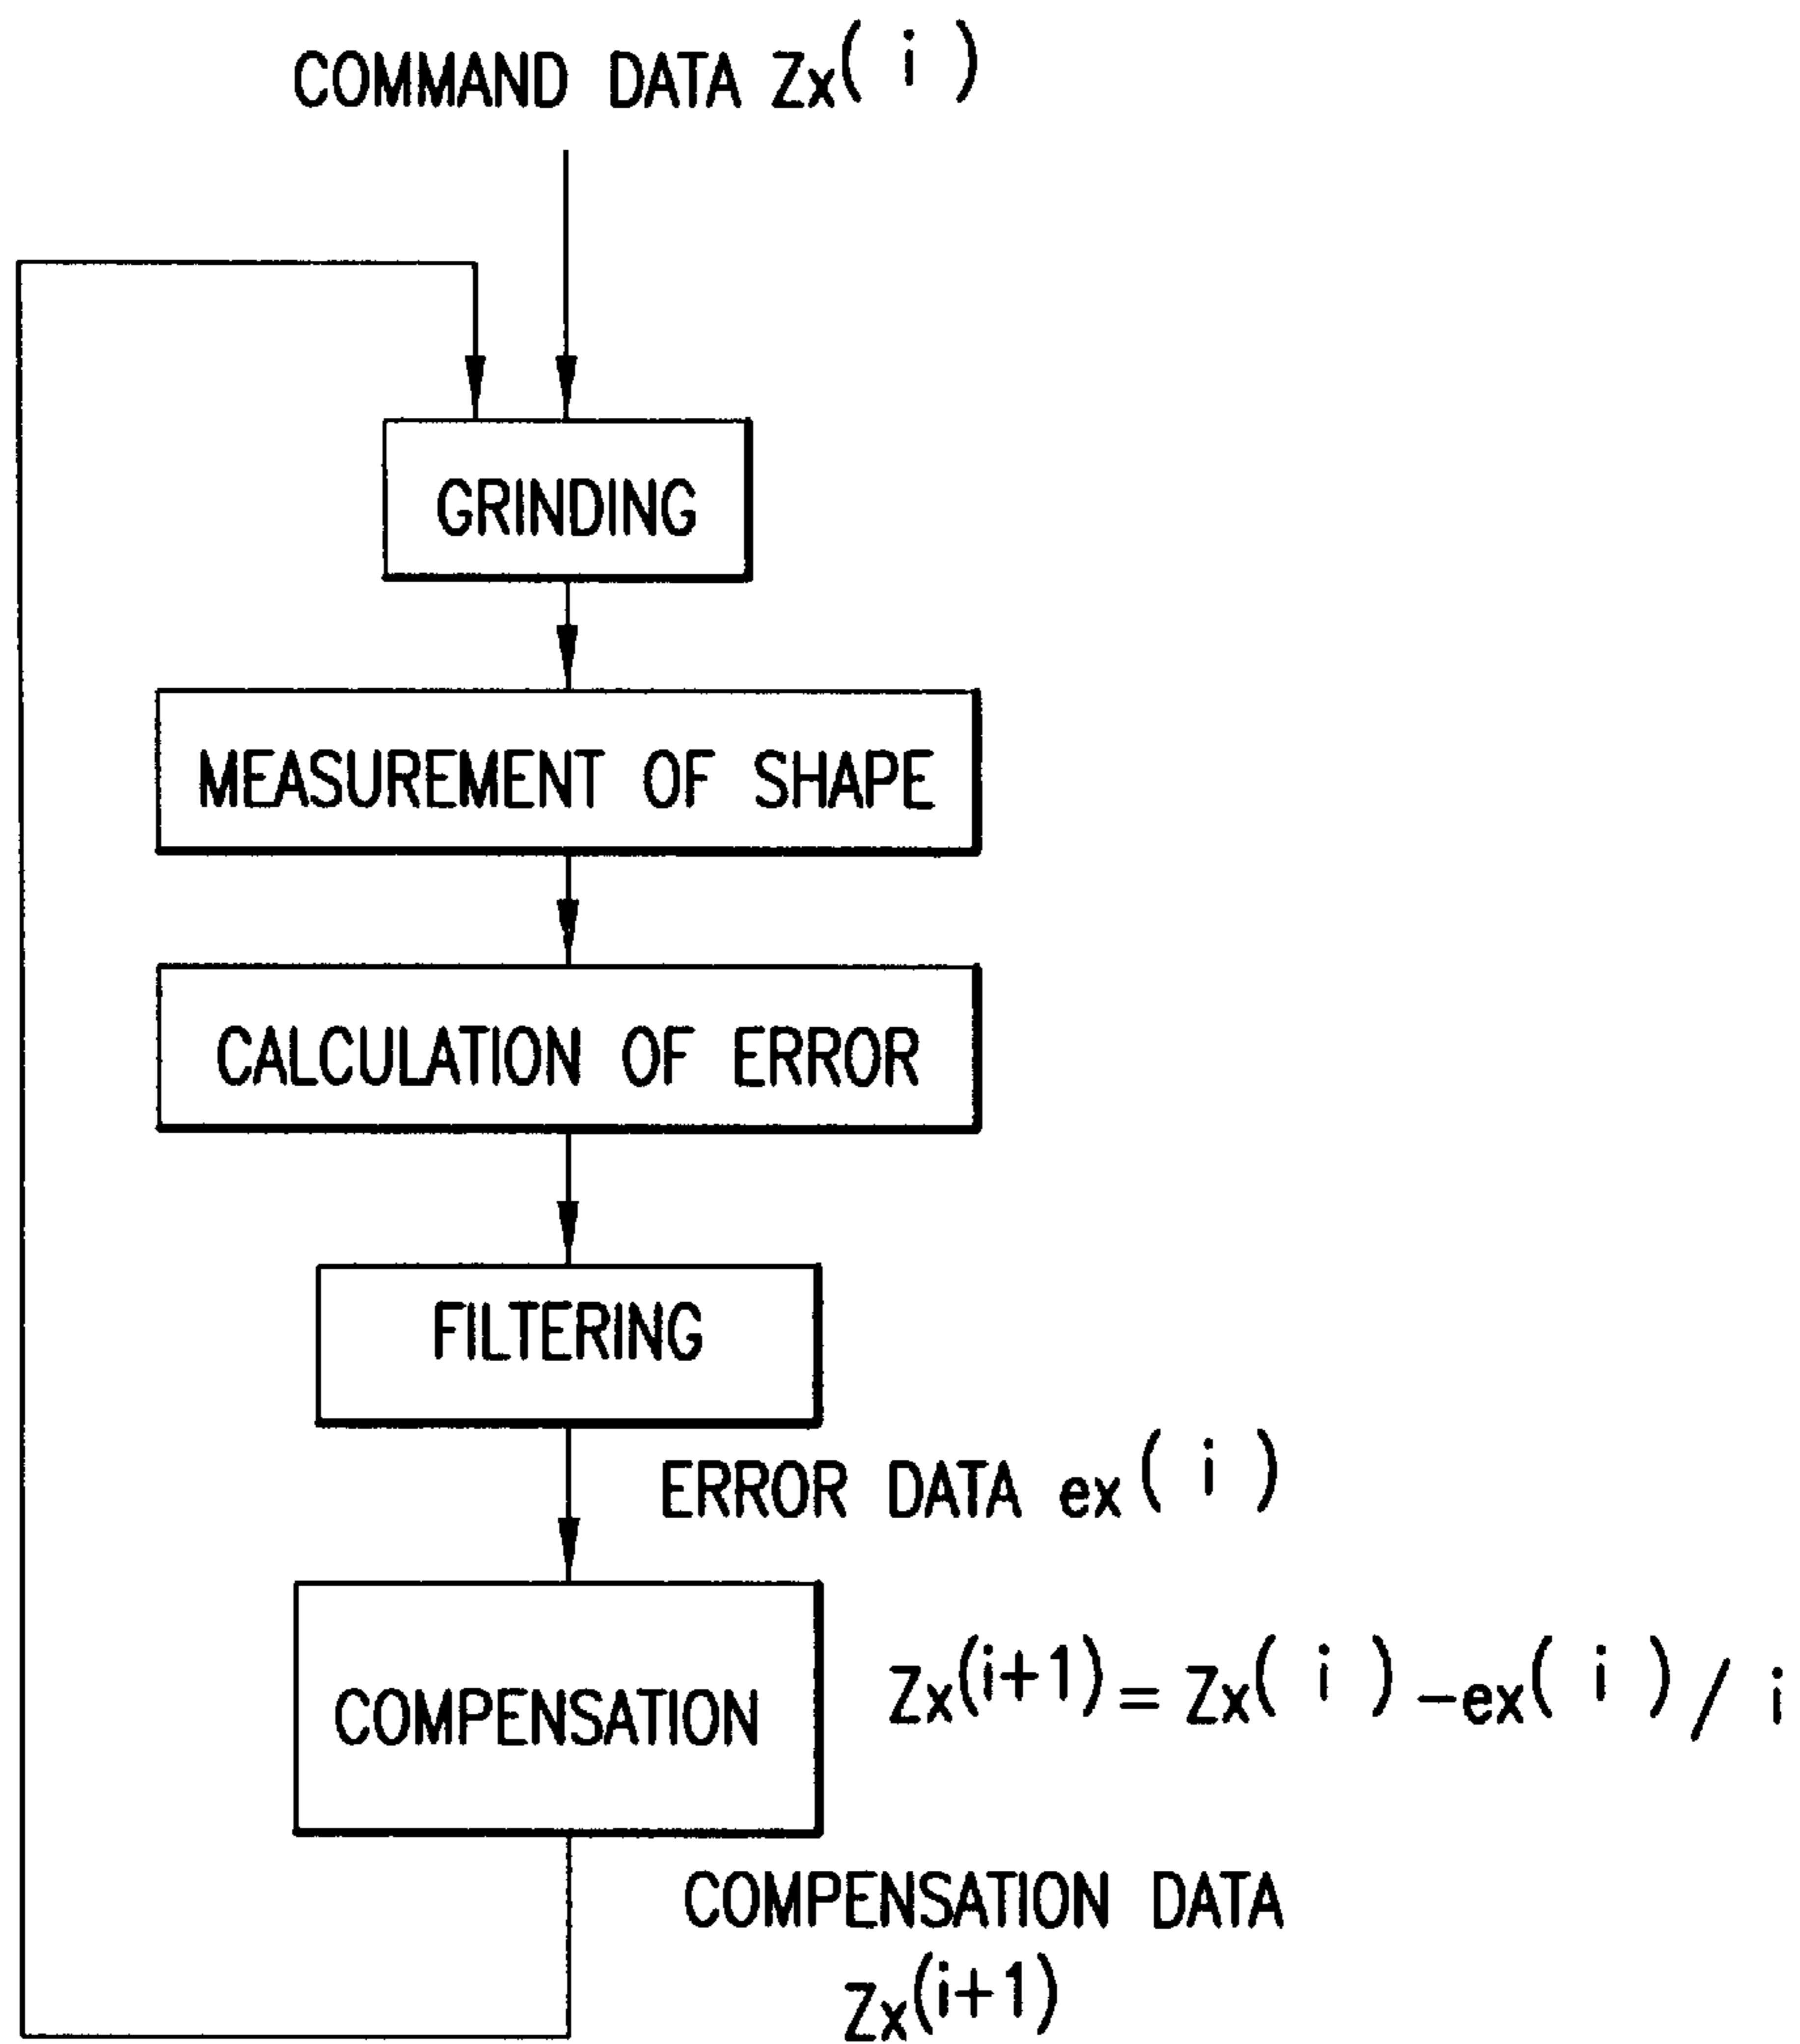 COMMAND DATA Zx( i )
GRINDING
MEASUREMENT OF SHAPE
CALCULATION OF ERROR
FILTERING
ERROR DATA ex( i )
COMPENSATION
Zx(i+1) = Zx( i ) -ex( i ) / i
COMPENSATION DATA
Zx(i+1)